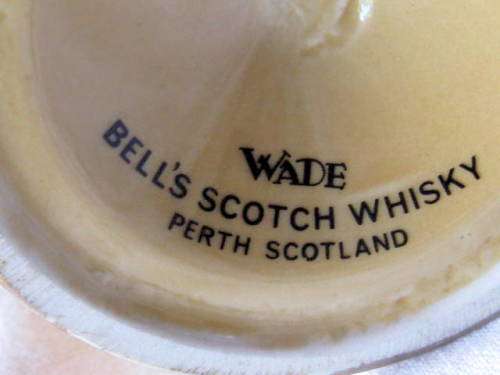 WADE
BELL'S SCOTCH WHISKY
PERTH SCOTLAND